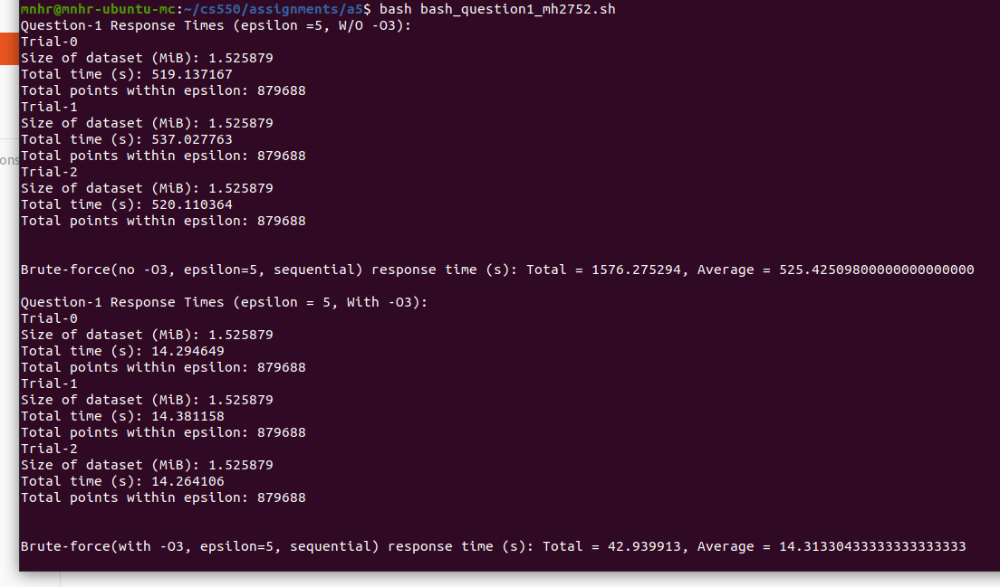 mnhr@mnhr-ubuntu-mc:~/cs550/assignments/a5$ bash bash_question1_mh2752.sh
Question-1 Response Times (epsilon =5, W/O -O3):
Trial-0
Size of dataset (MiB): 1.525879
Total time (s): 519.137167
Total points within epsilon: 879688
Trial-1
Size of dataset (MiB): 1.525879
Total time (s): 537.027763
Total points within epsilon: 879688
ons
Trial-2
Size of dataset (MiB): 1.525879
Total time (s): 520.110364
Total points within epsilon: 879688
Brute-force(no -O3, epsilon=5, sequential) response time (s): Total = 1576.275294, Average = 525.42509800000000000000
Question-1 Response Times (epsilon = 5, With -O3):
Trial-0
Size of dataset (MiB): 1.525879
Total time (s): 14.294649
Total points within epsilon: 879688
Trial-1
Size of dataset (MiB): 1.525879
Total time (s): 14.381158
Total points within epsilon: 879688
Trial-2
Size of dataset (MiB): 1.525879
Total time (s): 14.264106
Total points within epsilon: 879688
Brute-force(with -O3, epsilon=5, sequential) response time (s): Total = 42.939913, Average = 14.31330433333333333333